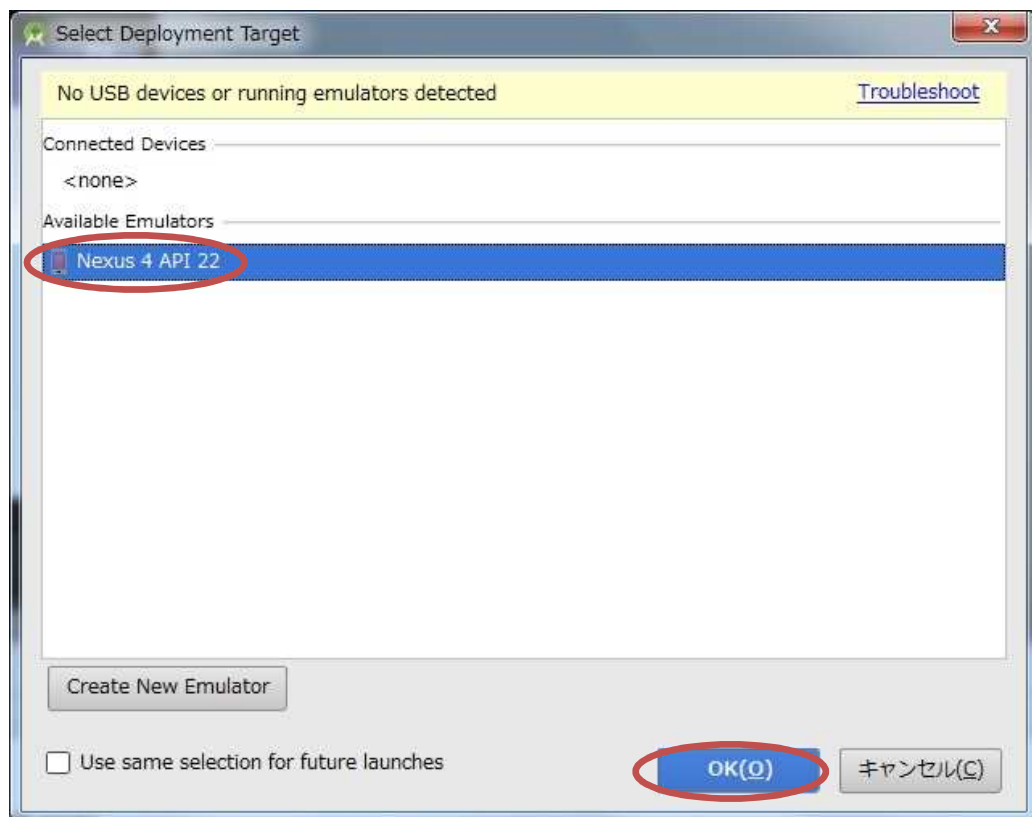 Select Deployment Target
No USB devices or running emulators detected Troubleshoot
Connected Devices
<none>
Available Emulators
Nexus 4 API 22
Create New Emulator
Use same selection for future launches
OK(O) キャンセル(C)